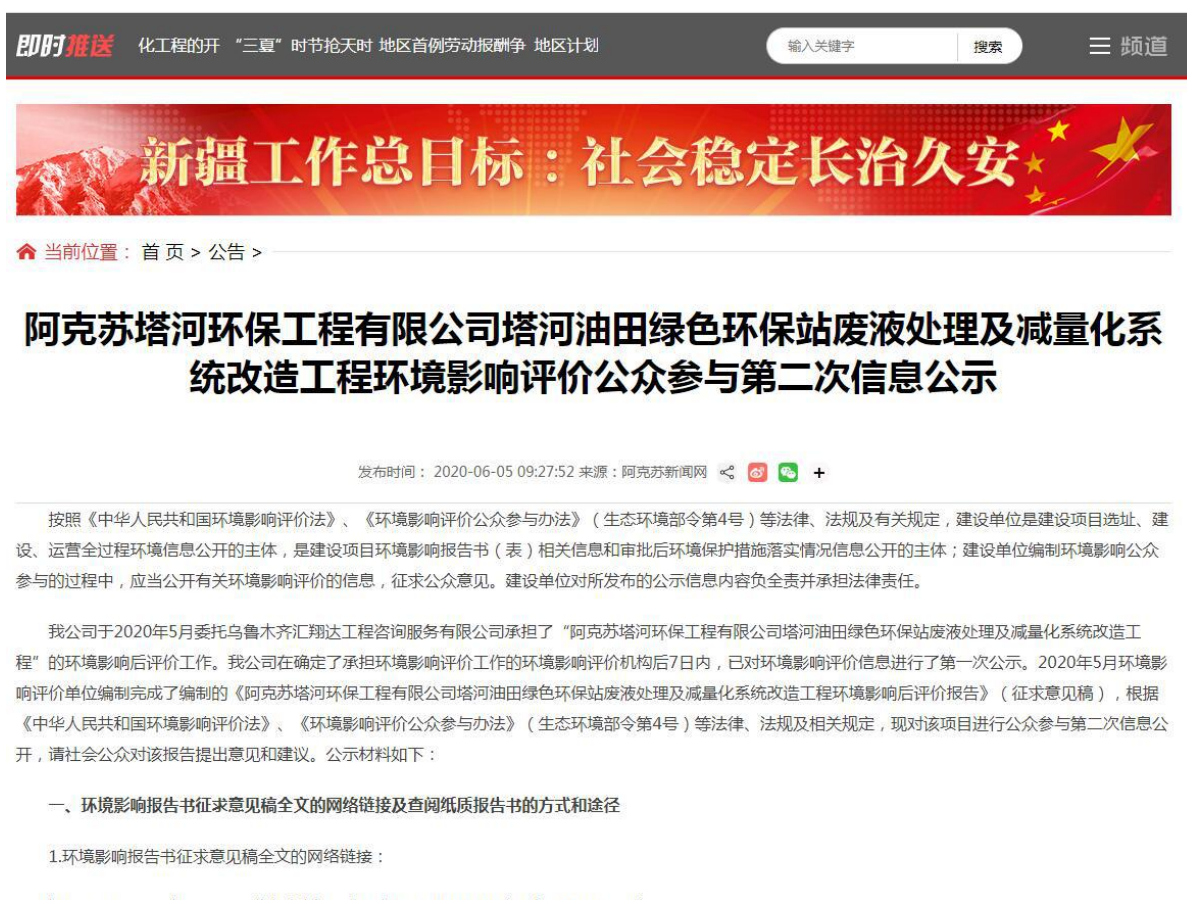 即时推送 化工程的开 “三夏”时节抢天时 地区首例劳动报酬争 地区计划 输入关键字 搜索 三 频道
新疆工作总目标：社会稳定长治久安
当前位置： 首 页 > 公告 >
阿克苏塔河环保工程有限公司塔河油田绿色环保站废液处理及减量化系
统改造工程环境影响评价公众参与第二次信息公示
发布时间： 2020-06-05 09:27:52 来源：阿克苏新闻网 +
按照《中华人民共和国环境影响评价法》、《环境影响评价公众参与办法》（生态环境部令第4号）等法律、法规及有关规定，建设单位是建设项目选址、建
设、运营全过程环境信息公开的主体，是建设项目环境影响报告书（表）相关信息和审批后环境保护措施落实情况信息公开的主体；建设单位编制环境影响公众
参与的过程中，应当公开有关环境影响评价的信息，征求公众意见。建设单位对所发布的公示信息内容负全责并承担法律责任。
我公司于2020年5月委托乌鲁木齐汇翔达工程咨询服务有限公司承担了“阿克苏塔河环保工程有限公司塔河油田绿色环保站废液处理及减量化系统改造工
程”的环境影响后评价工作。我公司在确定了承担环境影响评价工作的环境影响评价机构后7日内，已对环境影响评价信息进行了第一次公示。2020年5月环境影
响评价单位编制完成了编制的《阿克苏塔河环保工程有限公司塔河油田绿色环保站废液处理及减量化系统改造工程环境影响后评价报告》（征求意见稿），根据
《中华人民共和国环境影响评价法》、《环境影响评价公众参与办法》（生态环境部令第4号）等法律、法规及相关规定，现对该项目进行公众参与第二次信息公
开，请社会公众对该报告提出意见和建议。公示材料如下：
一、环境影响报告书征求意见稿全文的网络链接及查阅纸质报告书的方式和途径
1.环境影响报告书征求意见稿全文的网络链接：